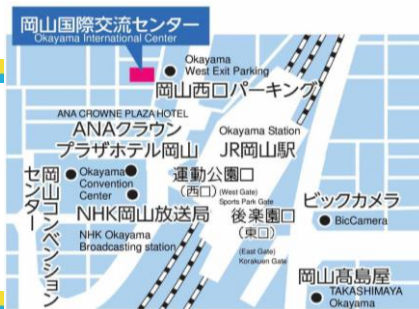 岡山国際交流センター
Okayama International Center
Okayama
West Exit Parking
岡山西口パーキング
ANA CROWNE PLAZA HOTEL
ANAクラウン
プラザホテル岡山
Okayama Station
JR岡山駅
岡山コンベンション
センター
Okayama
Convention
Center
運動公園口
(西口)
(West Gate)
Sports Park Gate
NHK岡山放送局
NHK Okayama
Broadcasting station
後楽園口
(東口)
(East Gate)
Korakuen Gate
ビックカメラ
BicCamera
岡山髙島屋
TAKASHIMAYA
Okayama